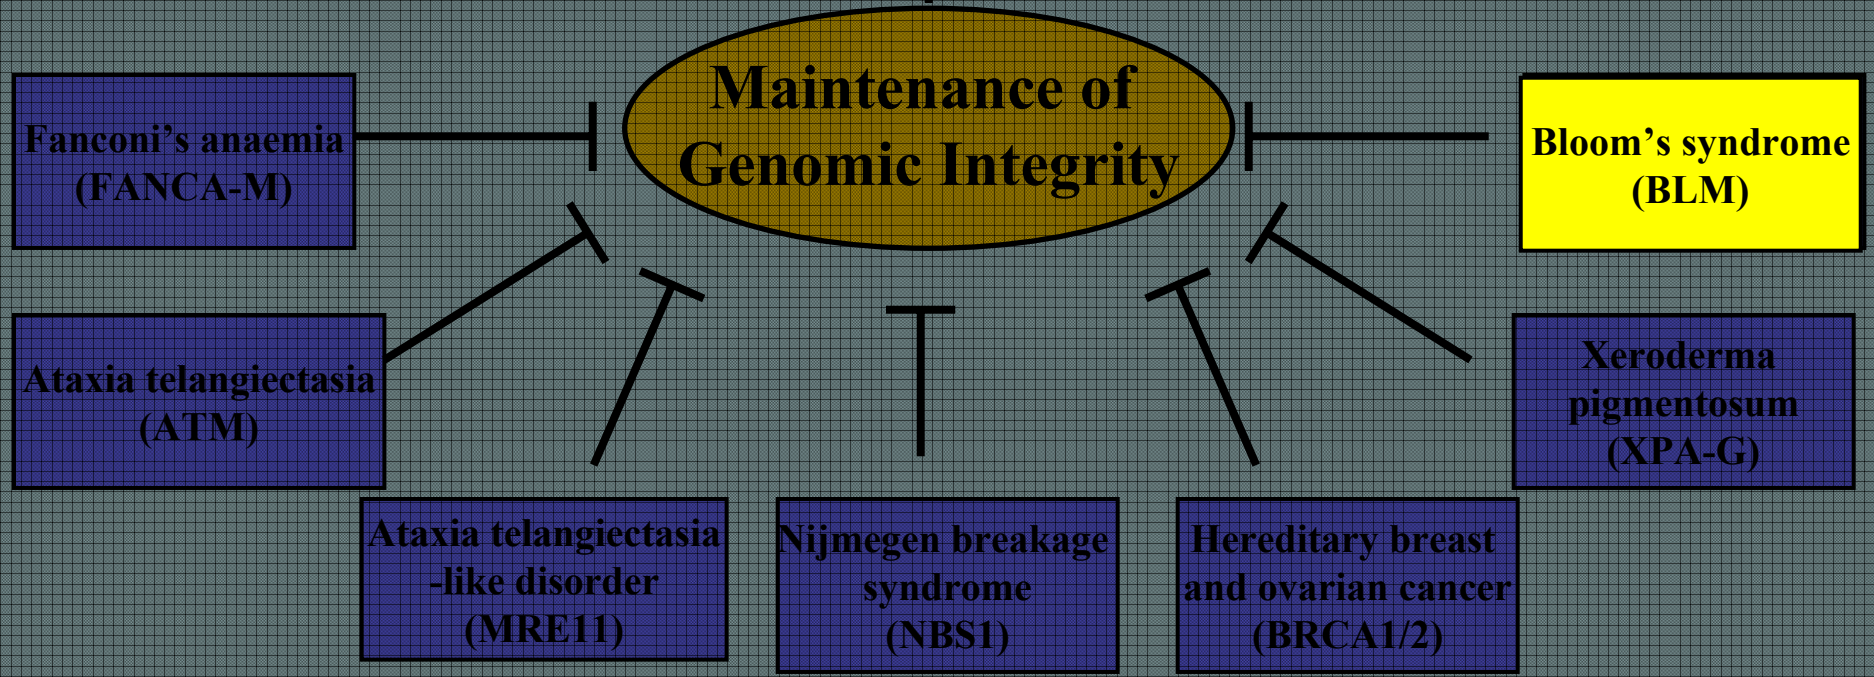 Maintenance of
Genomic Integrity
Fanconi’s anaemia
(FANCA-M)
Bloom’s syndrome
(BLM)
Ataxia telangiectasia
(ATM)
Xeroderma
pigmentosum
(XPA-G)
Ataxia telangiectasia
-like disorder
(MRE11)
Nijmegen breakage
syndrome
(NBS1)
Hereditary breast
and ovarian cancer
(BRCA1/2)